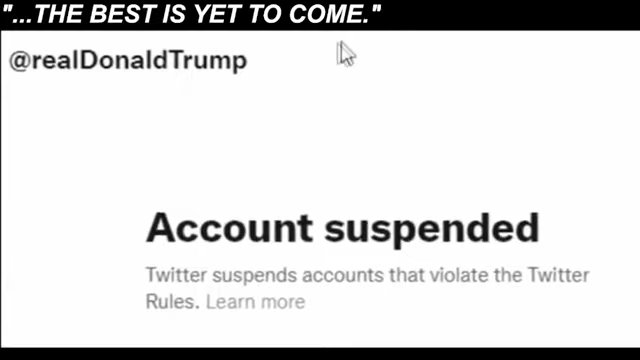 "...THE BEST IS YET TO COME."
@realDonaldTrump
Account suspended
Twitter suspends accounts that violate the Twitter
Rules. Learn more